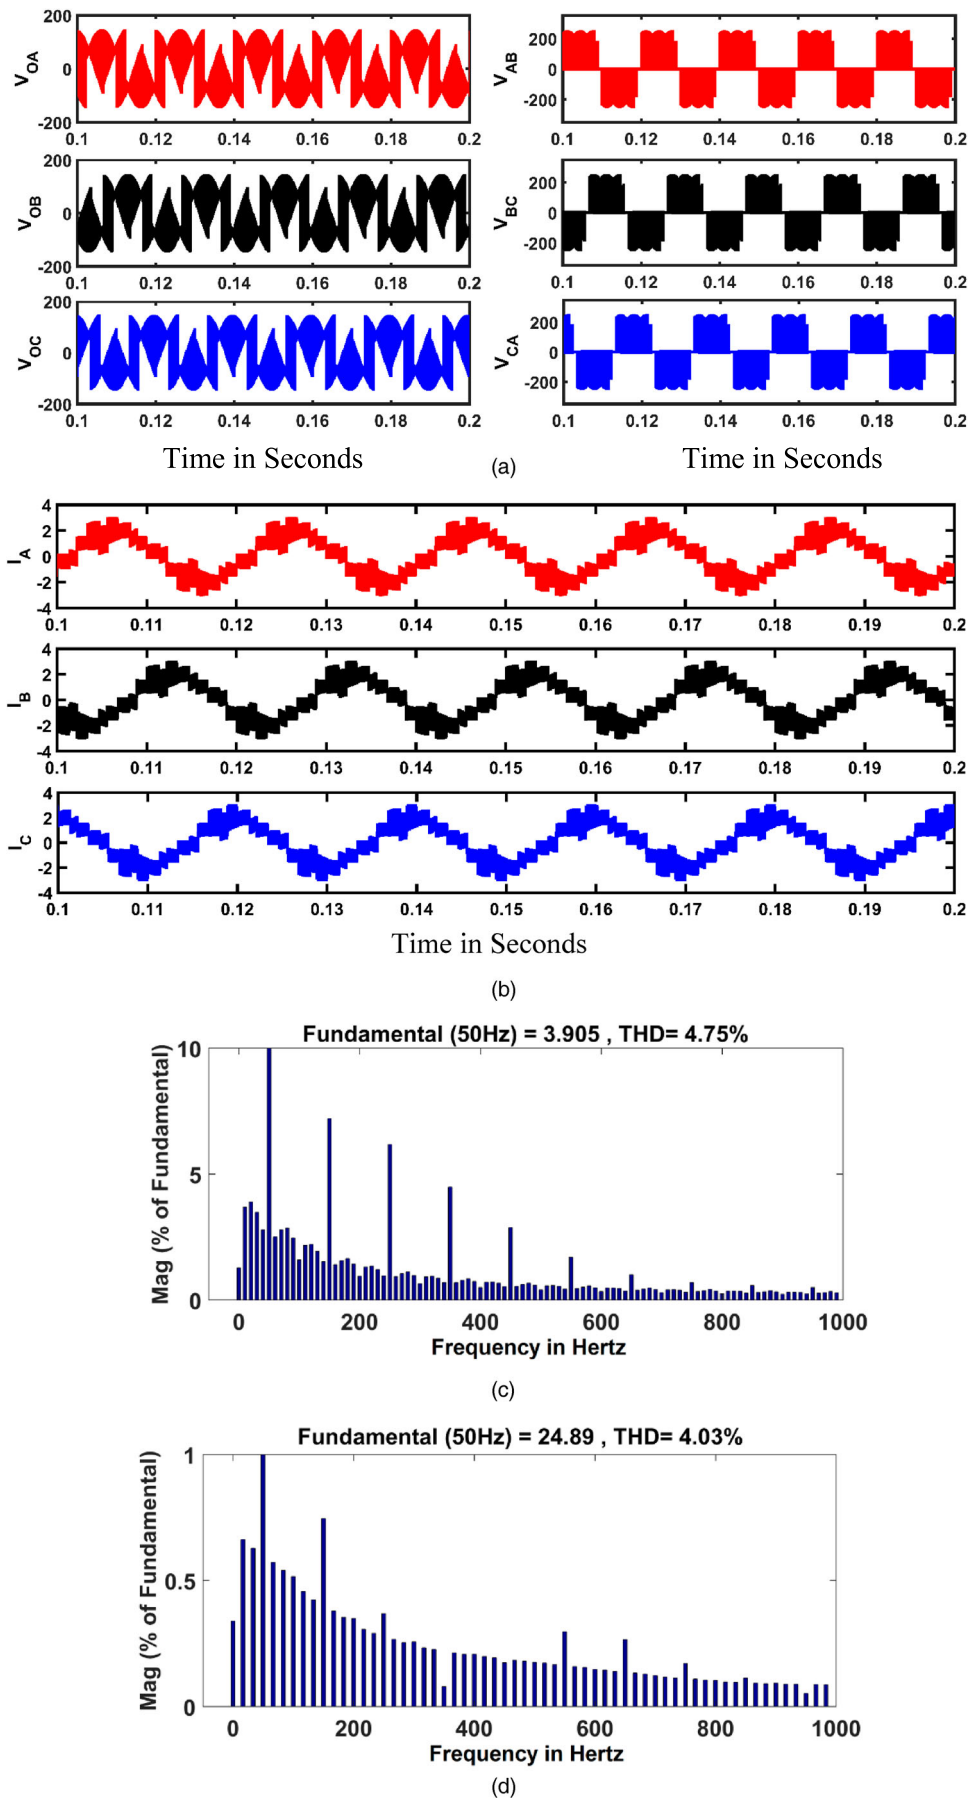 200
0
-200
V_OA
0.1 0.12 0.14 0.16 0.18 0.2
200
0
-200
V_AB
0.1 0.12 0.14 0.16 0.18 0.2
200
0
-200
V_OB
0.1 0.12 0.14 0.16 0.18 0.2
200
0
-200
V_BC
0.1 0.12 0.14 0.16 0.18 0.2
200
0
-200
V_OC
0.1 0.12 0.14 0.16 0.18 0.2
200
0
-200
V_CA
0.1 0.12 0.14 0.16 0.18 0.2
Time in Seconds
(a)
Time in Seconds
4
2
0
-2
-4
I_A
0.1 0.11 0.12 0.13 0.14 0.15 0.16 0.17 0.18 0.19 0.2
4
2
0
-2
-4
I_B
0.1 0.11 0.12 0.13 0.14 0.15 0.16 0.17 0.18 0.19 0.2
4
2
0
-2
-4
I_C
0.1 0.11 0.12 0.13 0.14 0.15 0.16 0.17 0.18 0.19 0.2
Time in Seconds
(b)
Fundamental (50Hz) = 3.905 , THD= 4.75%
10
5
0
Mag (% of Fundamental)
0 200 400 600 800 1000
Frequency in Hertz
(c)
Fundamental (50Hz) = 24.89 , THD= 4.03%
1
0.5
0
Mag (% of Fundamental)
0 200 400 600 800 1000
Frequency in Hertz
(d)